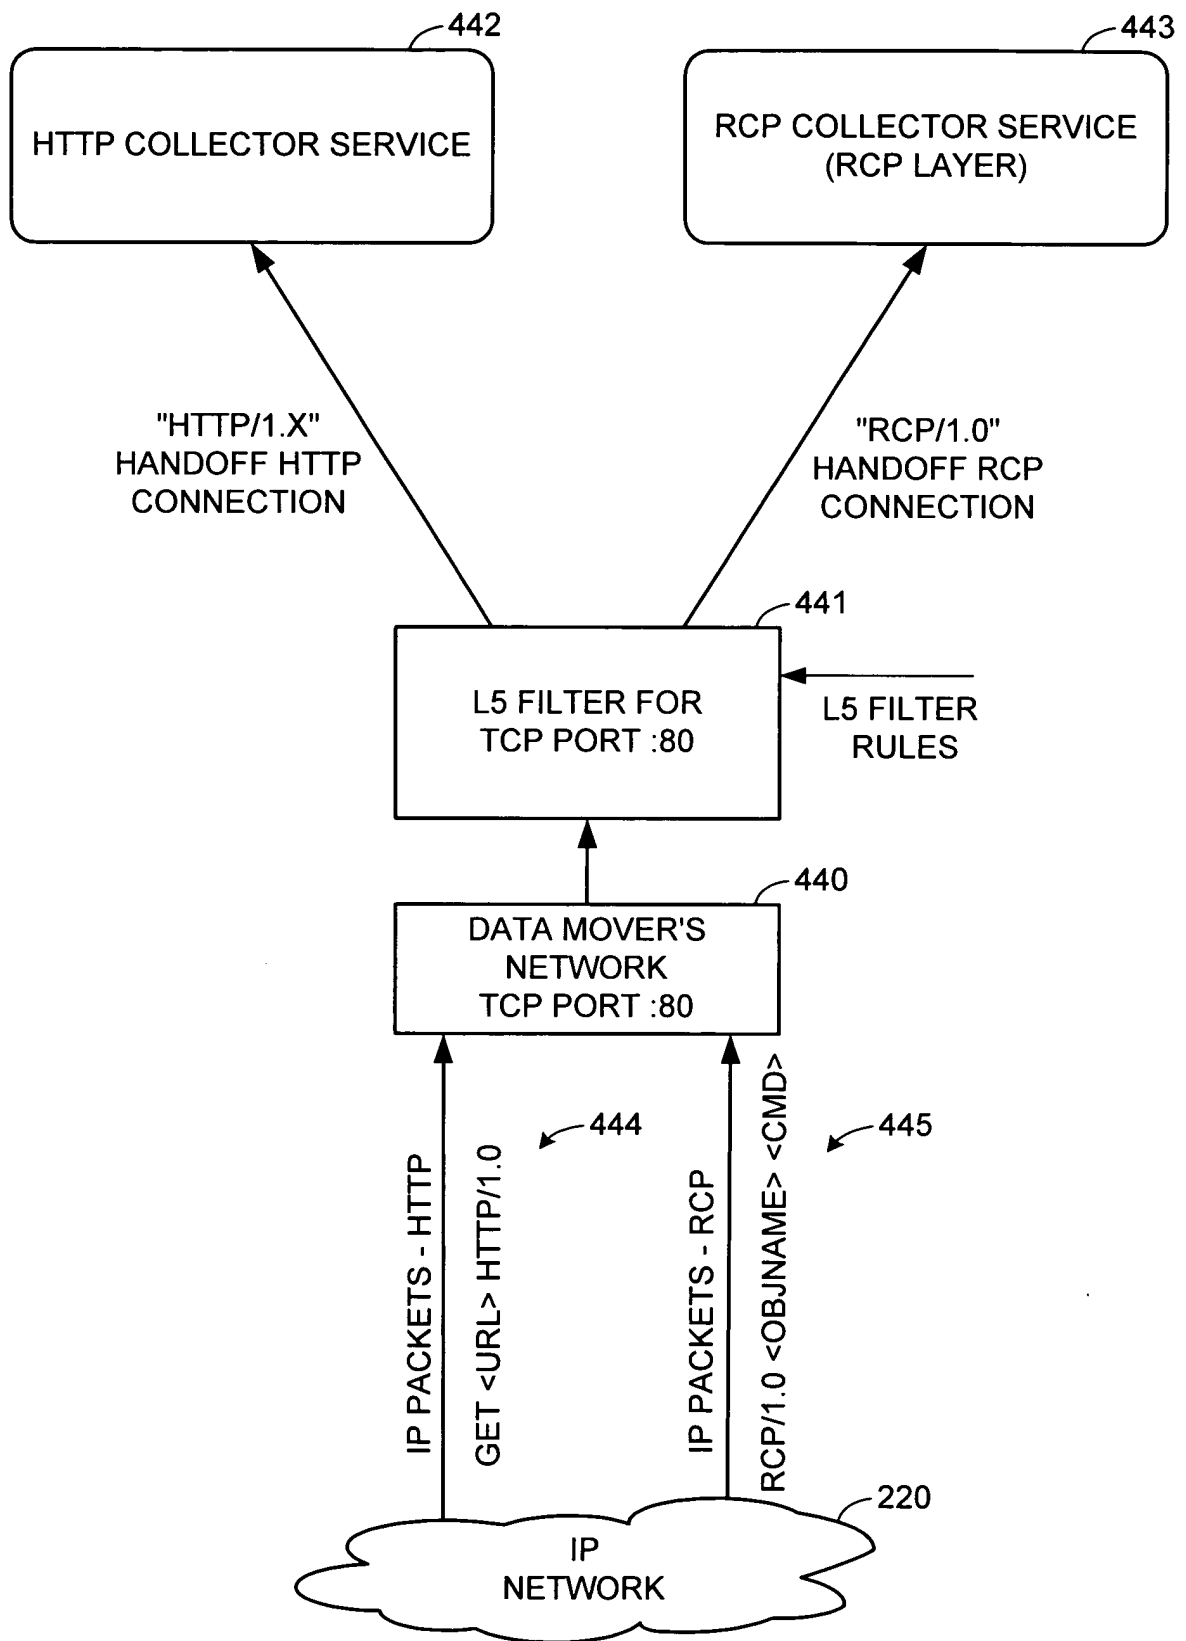 442
443
HTTP COLLECTOR SERVICE
RCP COLLECTOR SERVICE
(RCP LAYER)
"HTTP/1.X"
HANDOFF HTTP
CONNECTION
"RCP/1.0"
HANDOFF RCP
CONNECTION
441
L5 FILTER FOR
TCP PORT :80
L5 FILTER
RULES
440
DATA MOVER'S
NETWORK
TCP PORT :80
IP PACKETS - HTTP
GET <URL> HTTP/1.0
444
IP PACKETS - RCP
RCP/1.0 <OBJNAME> <CMD>
445
220
IP
NETWORK